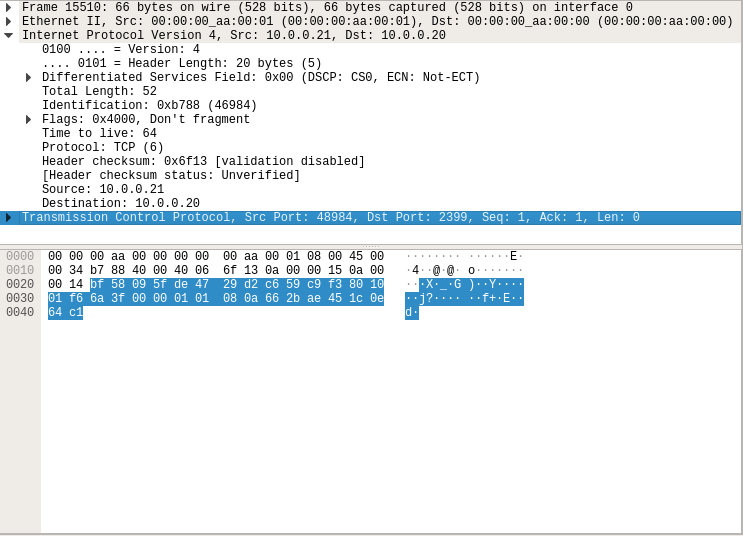 Frame 15510: 66 bytes on wire (528 bits), 66 bytes captured (528 bits) on interface 0
Ethernet II, Src: 00:00:00_aa:00:01 (00:00:00:aa:00:01), Dst: 00:00:00_aa:00:00 (00:00:00:aa:00:00)
Internet Protocol Version 4, Src: 10.0.0.21, Dst: 10.0.0.20
0100 .... = Version: 4
.... 0101 = Header Length: 20 bytes (5)
Differentiated Services Field: 0x00 (DSCP: CS0, ECN: Not-ECT)
Total Length: 52
Identification: 0xb788 (46984)
Flags: 0x4000, Don't fragment
Time to live: 64
Protocol: TCP (6)
Header checksum: 0x6f13 [validation disabled]
[Header checksum status: Unverified]
Source: 10.0.0.21
Destination: 10.0.0.20
Transmission Control Protocol, Src Port: 48984, Dst Port: 2399, Seq: 1, Ack: 1, Len: 0
0000 00 00 00 aa 00 00 00 00 00 aa 00 01 08 00 45 00 ········ ······E·
0010 00 34 b7 88 40 00 40 06 6f 13 0a 00 00 15 0a 00 ·4··@·@· o·······
0020 00 14 bf 58 09 5f de 47 29 d2 c6 59 c9 f3 80 10 ···X·_·G )··Y····
0030 01 f6 6a 3f 00 00 01 01 08 0a 66 2b ae 45 1c 0e ··j?···· ··f+·E··
0040 64 c1 d·